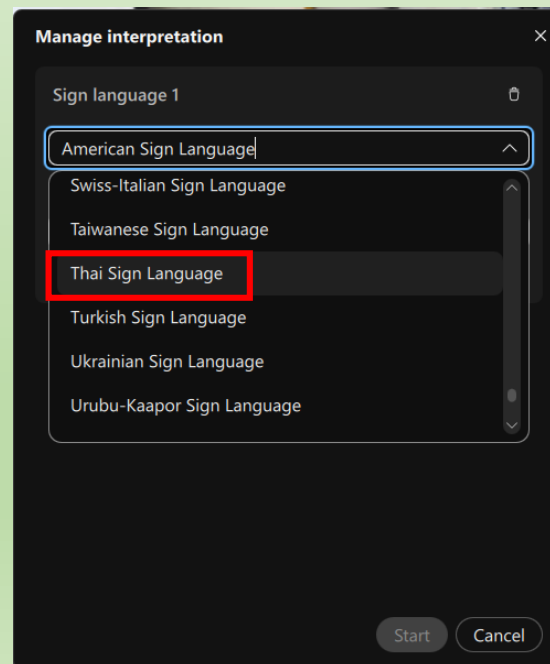 Manage interpretation
Sign language 1
American Sign Language
Swiss-Italian Sign Language
Taiwanese Sign Language
Thai Sign Language
Turkish Sign Language
Ukrainian Sign Language
Urubu-Kaapor Sign Language
Start
Cancel